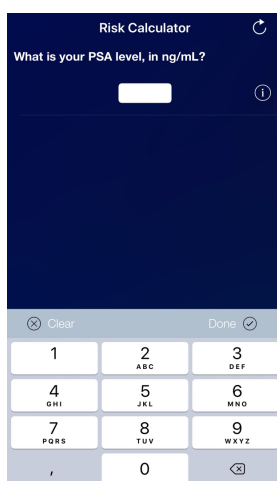 Risk Calculator
What is your PSA level, in ng/mL?
i
Clear
Done
1
2
3
ABC
DEF
4
5
6
GHI
JKL
MNO
7
8
9
PQRS
TUV
WXYZ
,
0